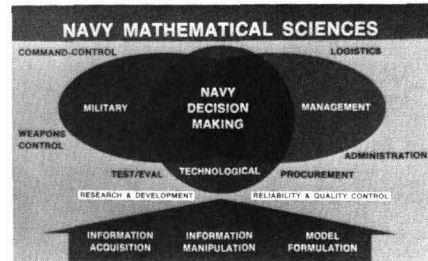 NAVY MATHEMATICAL SCIENCES
COMMAND-CONTROL
LOGISTICS
NAVY
DECISION
MAKING
MILITARY
MANAGEMENT
WEAPONS
CONTROL
ADMINISTRATION
TEST/EVAL
TECHNOLOGICAL
PROCUREMENT
RESEARCH & DEVELOPMENT
RELIABILITY & QUALITY CONTROL
INFORMATION
ACQUISITION
INFORMATION
MANIPULATION
MODEL
FORMULATION